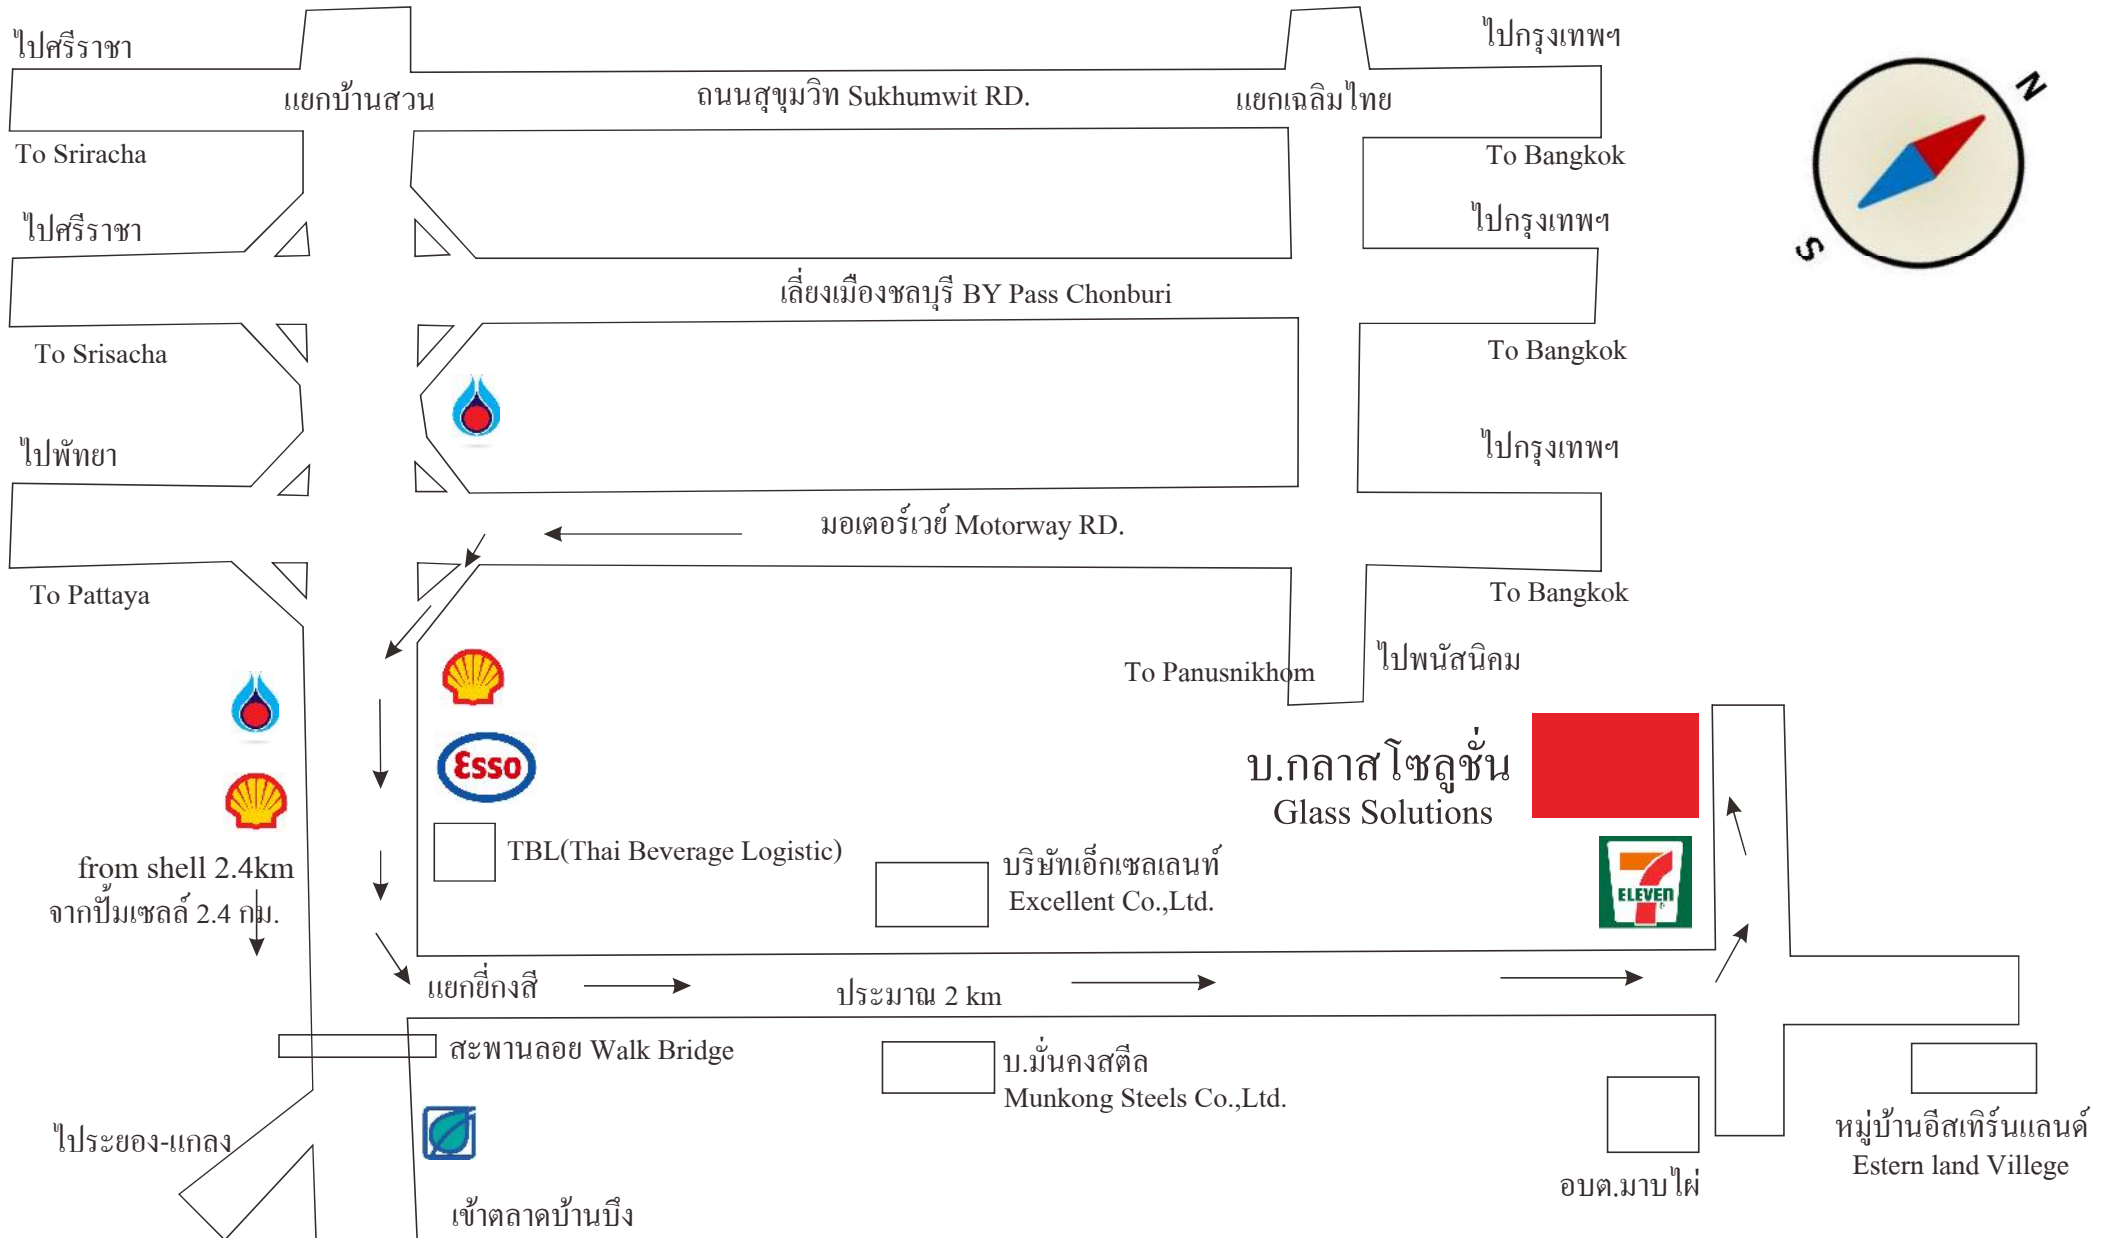 ไปศรีราชา
ไปกรุงเทพฯ
N
แยกบ้านสวน
ถนนสุขุมวิท Sukhumwit RD.
แยกเฉลิมไทย
To Sriracha
To Bangkok
ไปศรีราชา
ไปกรุงเทพฯ
S
เลี่ยงเมืองชลบุรี BY Pass Chonburi
To Srisacha
To Bangkok
ไปพัทยา
ไปกรุงเทพฯ
มอเตอร์เวย์ Motorway RD.
To Pattaya
To Bangkok
To Panusnikhom
ไปพนัสนิคม
Esso
บ.กลาสโซลูชั่น
Glass Solutions
TBL(Thai Beverage Logistic)
from shell 2.4km
จากปั้มเซลล์ 2.4 กม.
บริษัทเอ็กเซลเลนท์
Excellent Co.,Ltd.
7
ELEVEN
แยกยี่กงสี
ประมาณ 2 km
สะพานลอย Walk Bridge
บ.มั่นคงสตีล
Munkong Steels Co.,Ltd.
ไประยอง-แกลง
หมู่บ้านอีสเทิร์นแลนด์
Estern land Villege
อบต.มาบไผ่
เข้าตลาดบ้านบึง